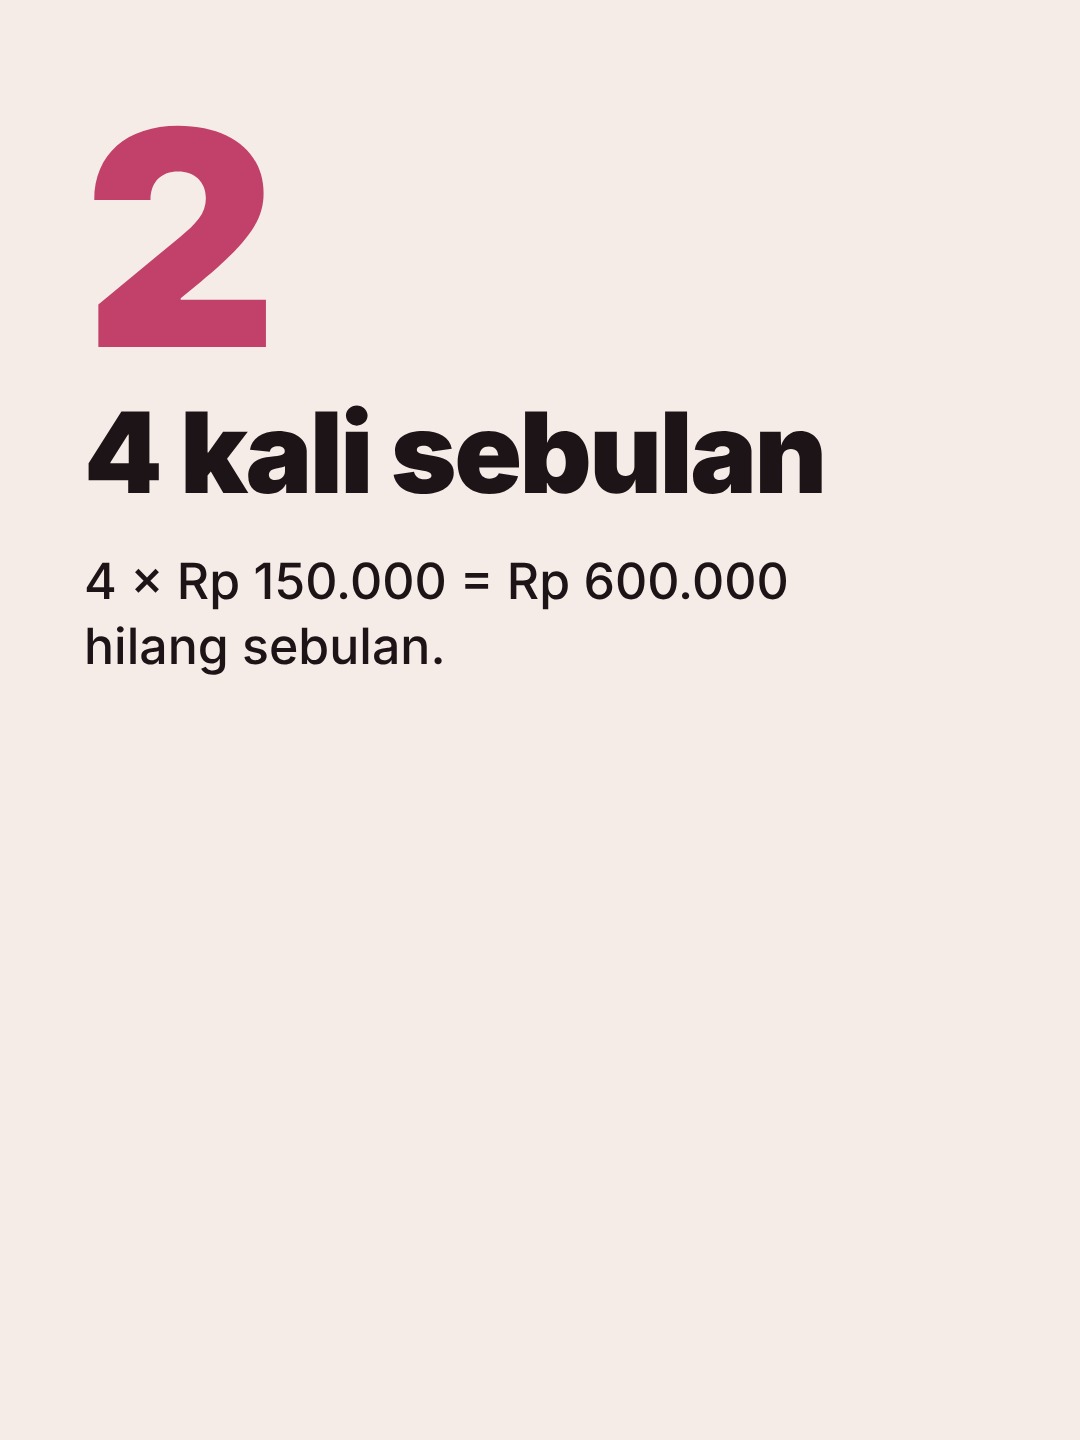 2
4 kali sebulan
4 × Rp 150.000 = Rp 600.000
hilang sebulan.